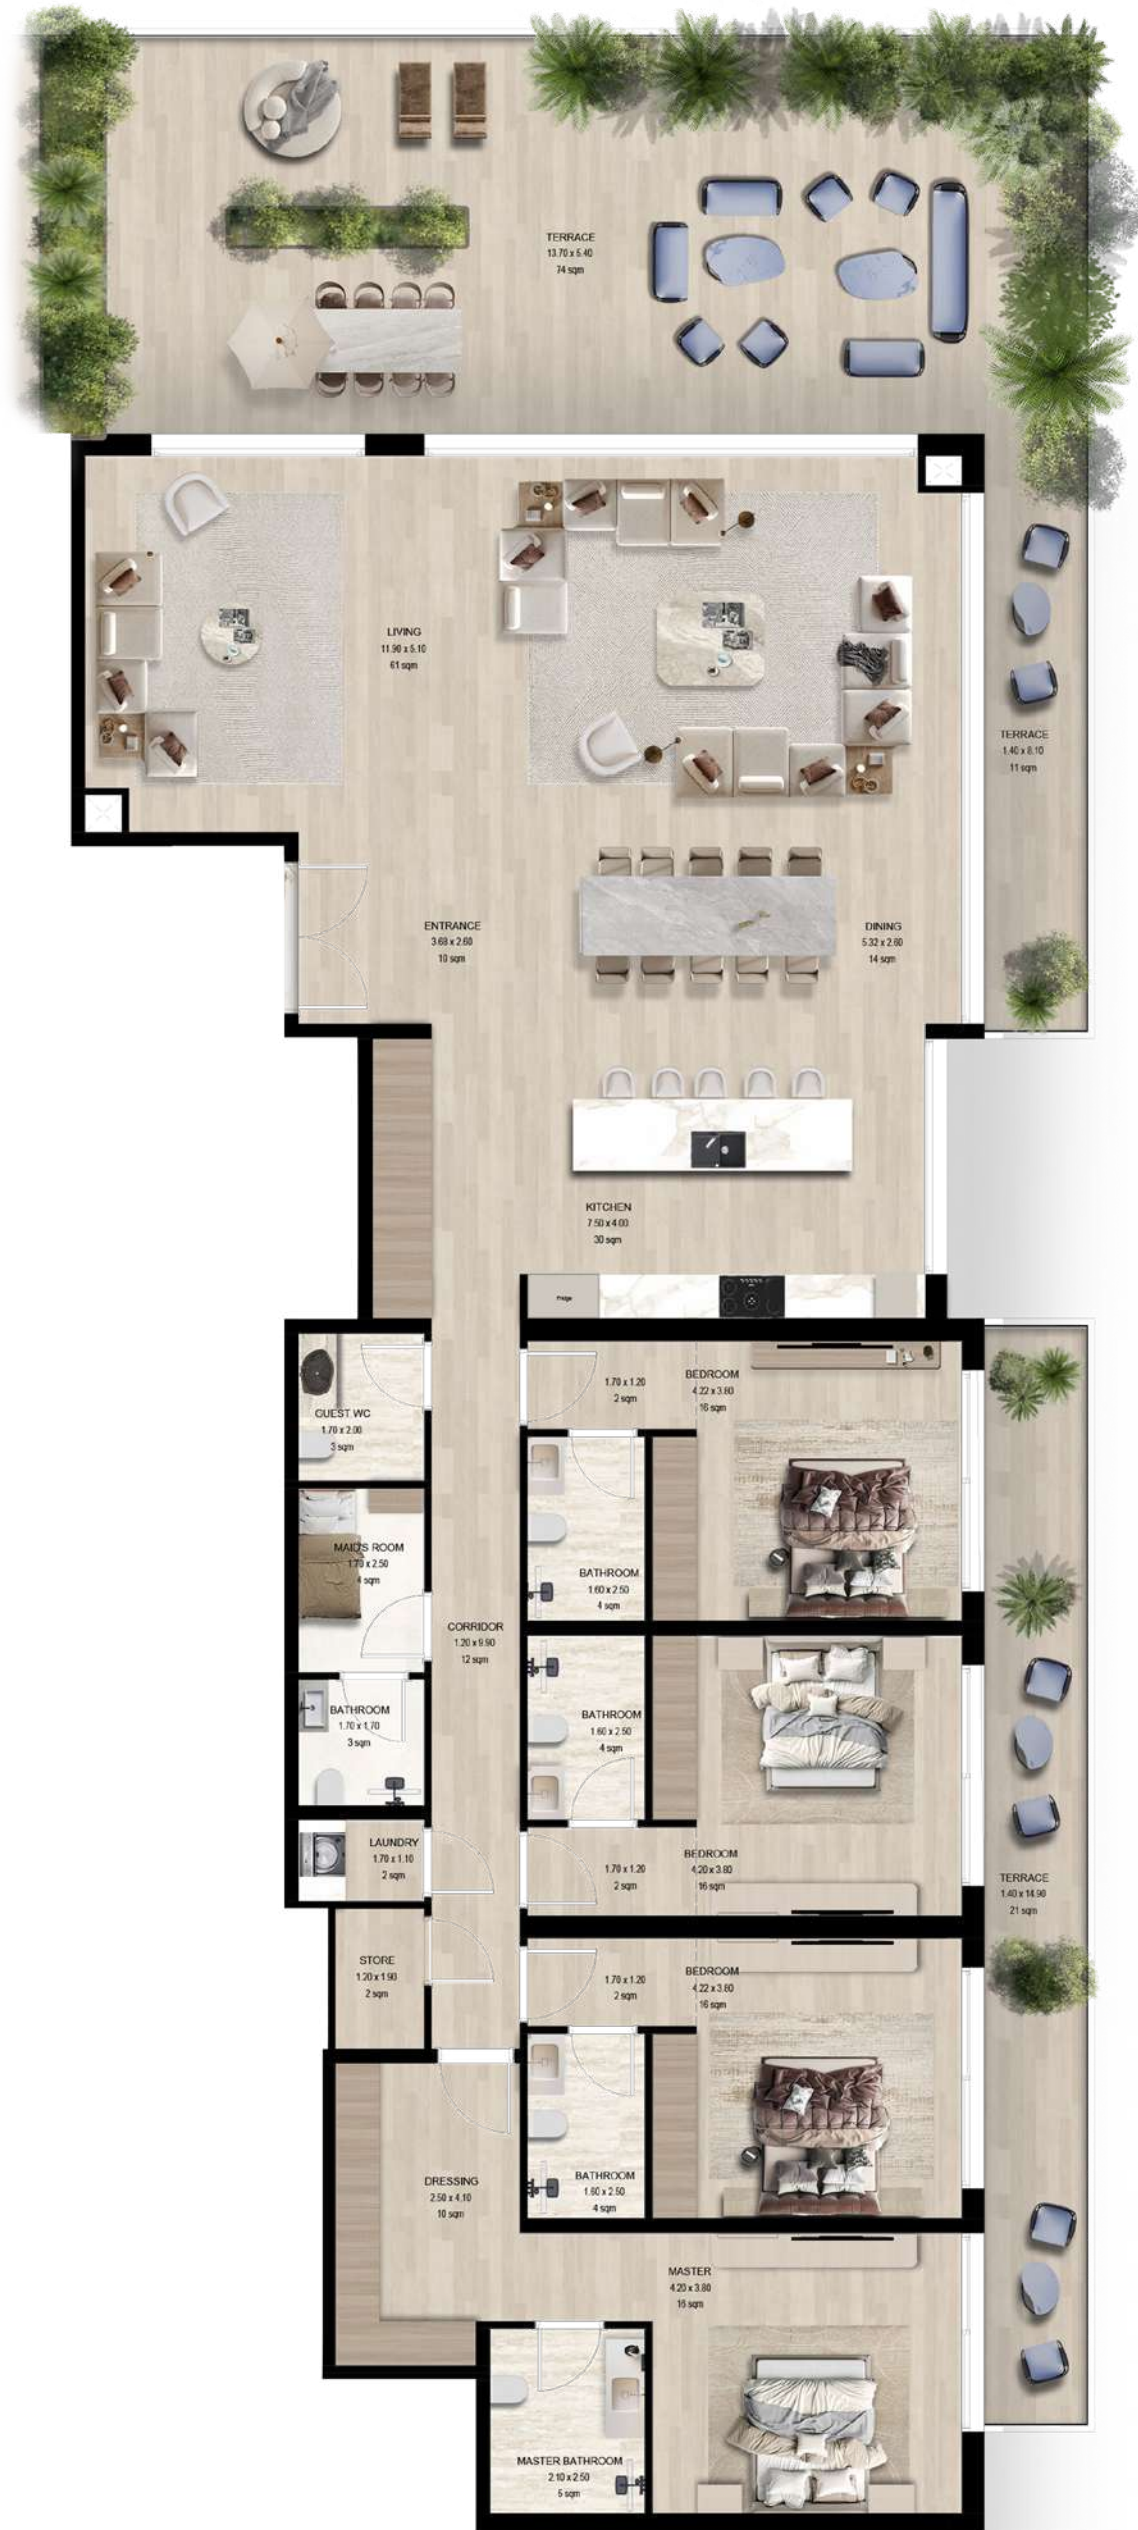 TERRACE
13.70 x 5.40
74 sqm
LIVING
11.90 x 5.10
61 sqm
TERRACE
1.40 x 8.10
11 sqm
ENTRANCE
3.68 x 2.60
10 sqm
DINING
5.32 x 2.60
14 sqm
KITCHEN
7.50 x 4.00
30 sqm
Fridge
1.70 x 1.20
2 sqm
BEDROOM
4.22 x 3.80
16 sqm
GUEST WC
1.70 x 2.00
3 sqm
MAID'S ROOM
1.70 x 2.50
4 sqm
BATHROOM
1.60 x 2.50
4 sqm
CORRIDOR
1.20 x 9.90
12 sqm
BATHROOM
1.70 x 1.70
3 sqm
BATHROOM
1.60 x 2.50
4 sqm
LAUNDRY
1.70 x 1.10
2 sqm
1.70 x 1.20
2 sqm
BEDROOM
4.20 x 3.80
16 sqm
TERRACE
1.40 x 14.90
21 sqm
STORE
1.20 x 1.90
2 sqm
1.70 x 1.20
2 sqm
BEDROOM
4.22 x 3.80
16 sqm
DRESSING
2.50 x 4.10
10 sqm
BATHROOM
1.60 x 2.50
4 sqm
MASTER
4.20 x 3.80
16 sqm
MASTER BATHROOM
2.10 x 2.50
5 sqm